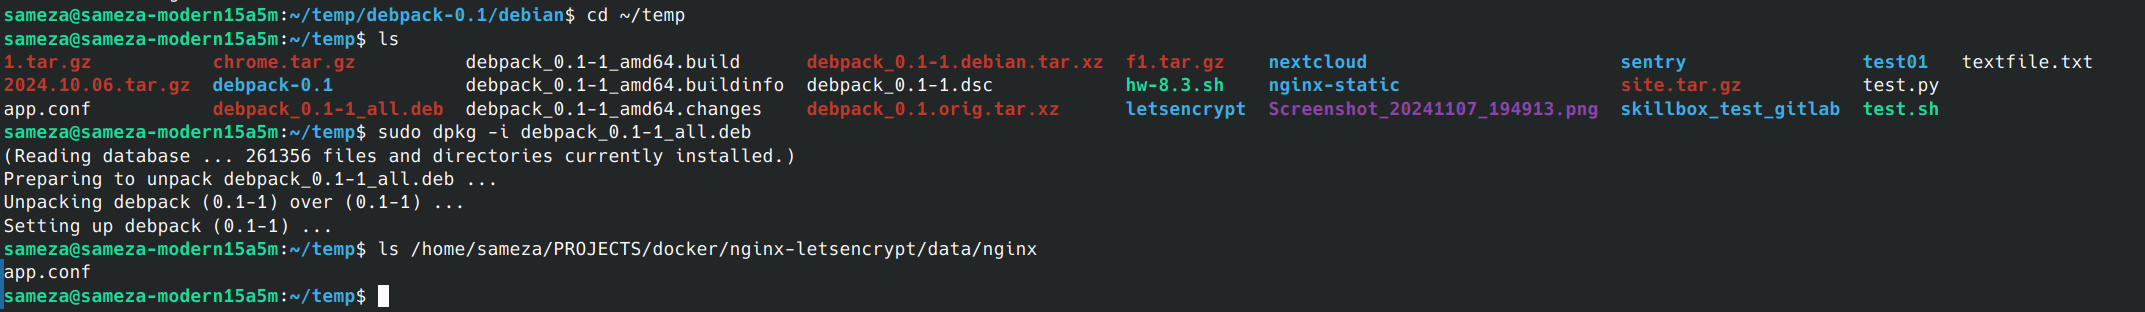 sameza@sameza-modern15a5m:~/temp/debpack-0.1/debian$ cd ~/temp
sameza@sameza-modern15a5m:~/temp$ ls
1.tar.gz chrome.tar.gz debpack_0.1-1_amd64.build debpack_0.1-1.debian.tar.xz f1.tar.gz nextcloud sentry test01 textfile.txt
2024.10.06.tar.gz debpack-0.1 debpack_0.1-1_amd64.buildinfo debpack_0.1-1.dsc hw-8.3.sh nginx-static site.tar.gz test.py
app.conf debpack_0.1-1_all.deb debpack_0.1-1_amd64.changes debpack_0.1.orig.tar.xz letsencrypt Screenshot_20241107_194913.png skillbox_test_gitlab test.sh
sameza@sameza-modern15a5m:~/temp$ sudo dpkg -i debpack_0.1-1_all.deb
(Reading database ... 261356 files and directories currently installed.)
Preparing to unpack debpack_0.1-1_all.deb ...
Unpacking debpack (0.1-1) over (0.1-1) ...
Setting up debpack (0.1-1) ...
sameza@sameza-modern15a5m:~/temp$ ls /home/sameza/PROJECTS/docker/nginx-letsencrypt/data/nginx
app.conf
sameza@sameza-modern15a5m:~/temp$